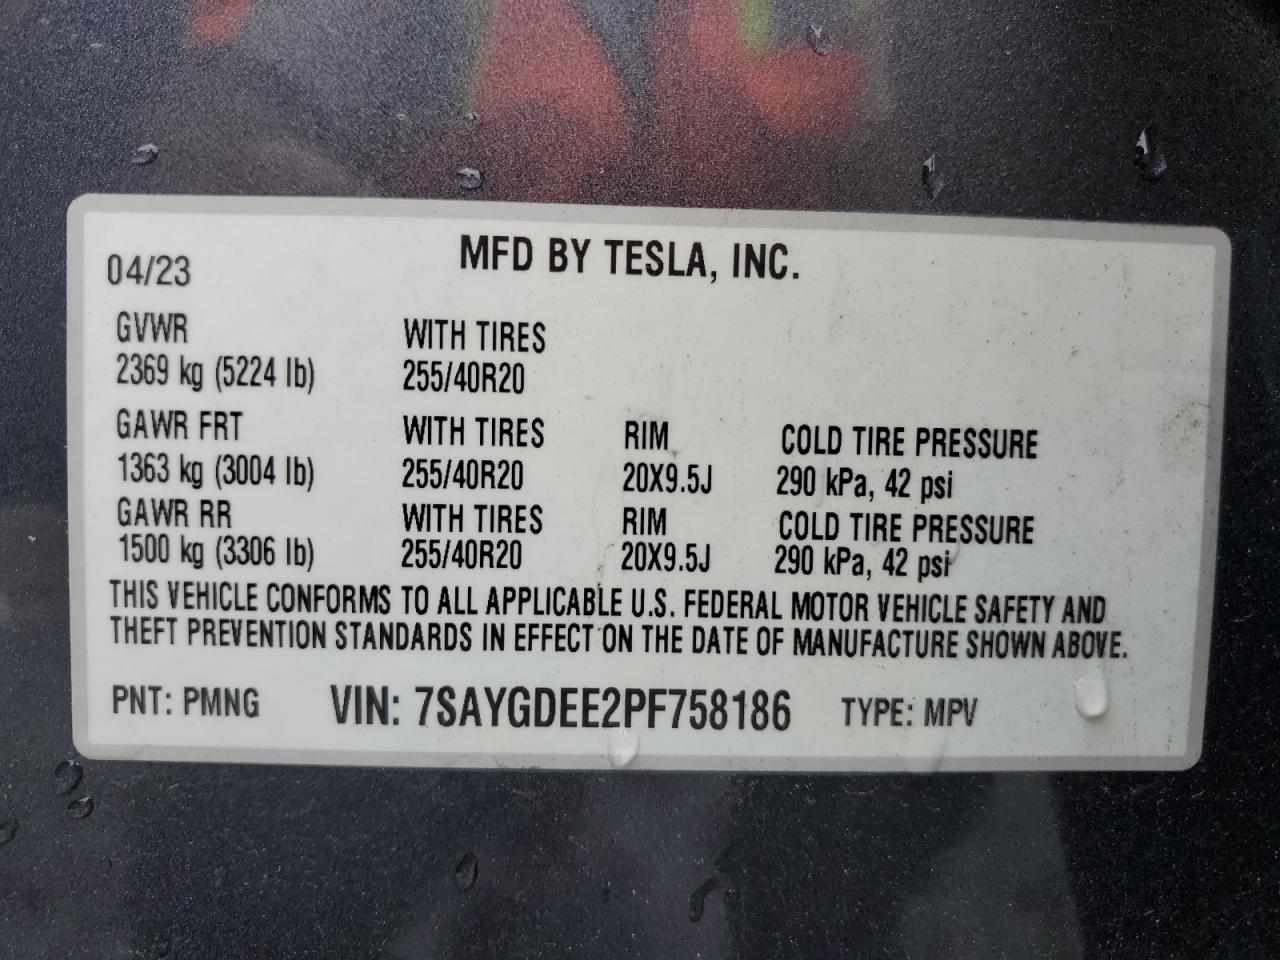 MFD BY TESLA, INC.
04/23
GVWR WITH TIRES
2369 kg (5224 lb) 255/40R20
GAWR FRT WITH TIRES RIM COLD TIRE PRESSURE
1363 kg (3004 lb) 255/40R20 20X9.5J 290 kPa, 42 psi
GAWR RR WITH TIRES RIM COLD TIRE PRESSURE
1500 kg (3306 lb) 255/40R20 20X9.5J 290 kPa, 42 psi
THIS VEHICLE CONFORMS TO ALL APPLICABLE U.S. FEDERAL MOTOR VEHICLE SAFETY AND
THEFT PREVENTION STANDARDS IN EFFECT ON THE DATE OF MANUFACTURE SHOWN ABOVE.
PNT: PMNG VIN: 7SAYGDEE2PF758186 TYPE: MPV